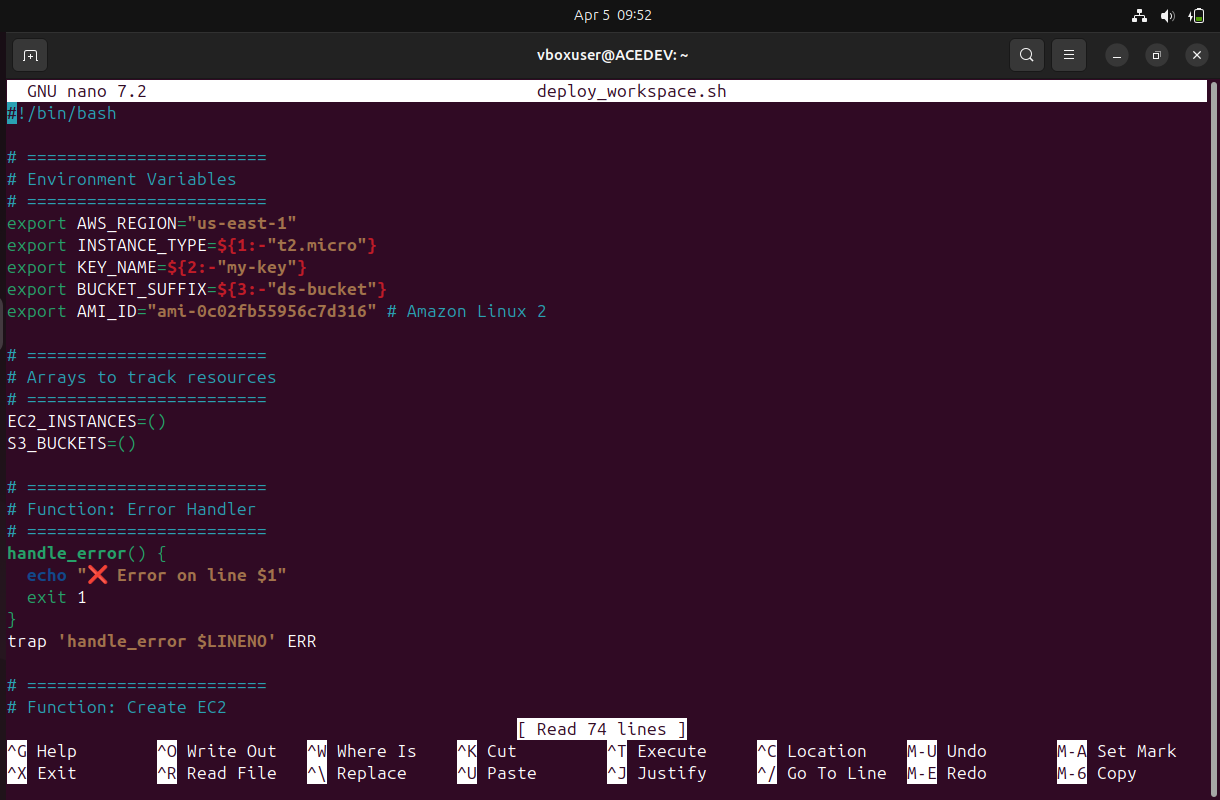 Apr 5 09:52
vboxuser@ACEDEV: ~
GNU nano 7.2 deploy_workspace.sh
#!/bin/bash

# ========================
# Environment Variables
# ========================
export AWS_REGION="us-east-1"
export INSTANCE_TYPE=${1:-"t2.micro"}
export KEY_NAME=${2:-"my-key"}
export BUCKET_SUFFIX=${3:-"ds-bucket"}
export AMI_ID="ami-0c02fb55956c7d316" # Amazon Linux 2

# ========================
# Arrays to track resources
# ========================
EC2_INSTANCES=()
S3_BUCKETS=()

# ========================
# Function: Error Handler
# ========================
handle_error() {
  echo "❌ Error on line $1"
  exit 1
}
trap 'handle_error $LINENO' ERR

# ========================
# Function: Create EC2
[ Read 74 lines ]
^G Help ^O Write Out ^W Where Is ^K Cut ^T Execute ^C Location M-U Undo M-A Set Mark
^X Exit ^R Read File ^\ Replace ^U Paste ^J Justify ^/ Go To Line M-E Redo M-6 Copy